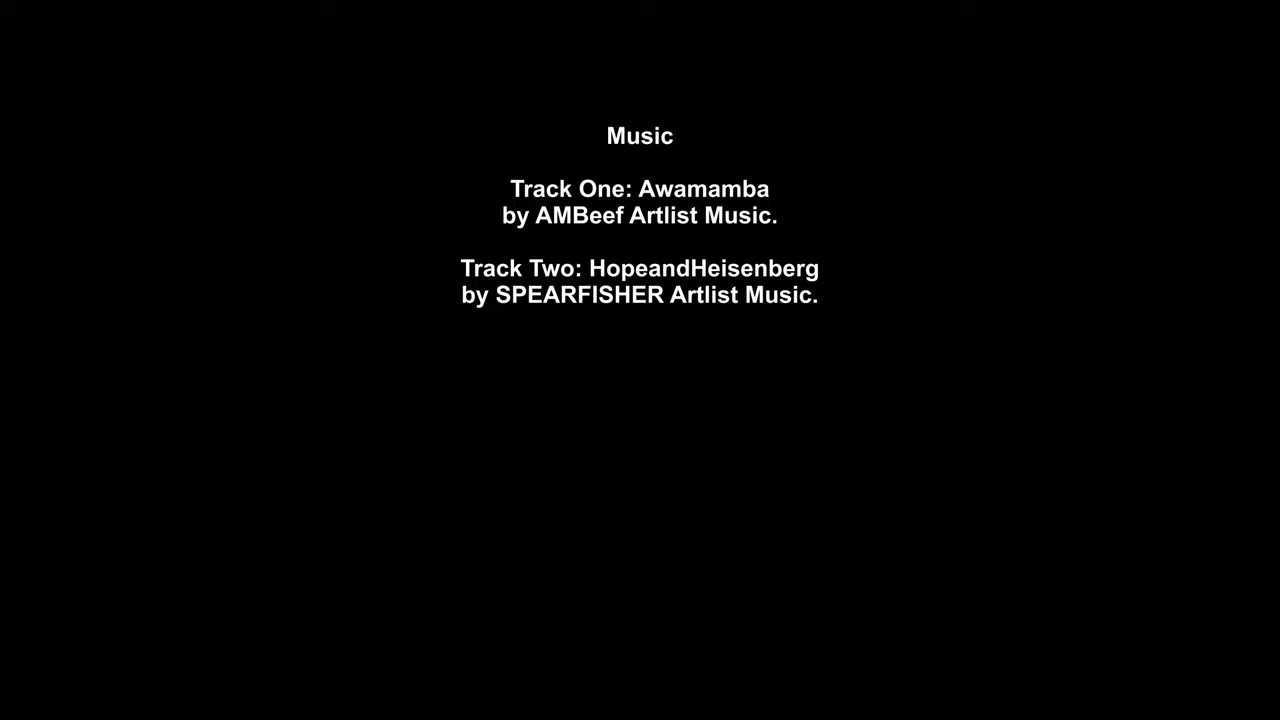 Music
Track One: Awamamba
by AMBeef Artlist Music.
Track Two: HopeandHeisenberg
by SPEARFISHER Artlist Music.